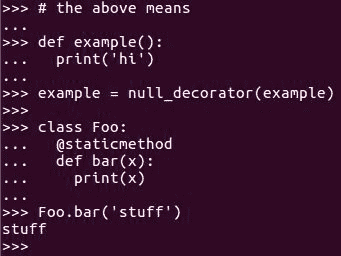 >>> # the above means
...
>>> def example():
...   print('hi')
...
>>> example = null_decorator(example)
>>>
>>> class Foo:
...   @staticmethod
...   def bar(x):
...     print(x)
...
>>> Foo.bar('stuff')
stuff
>>>